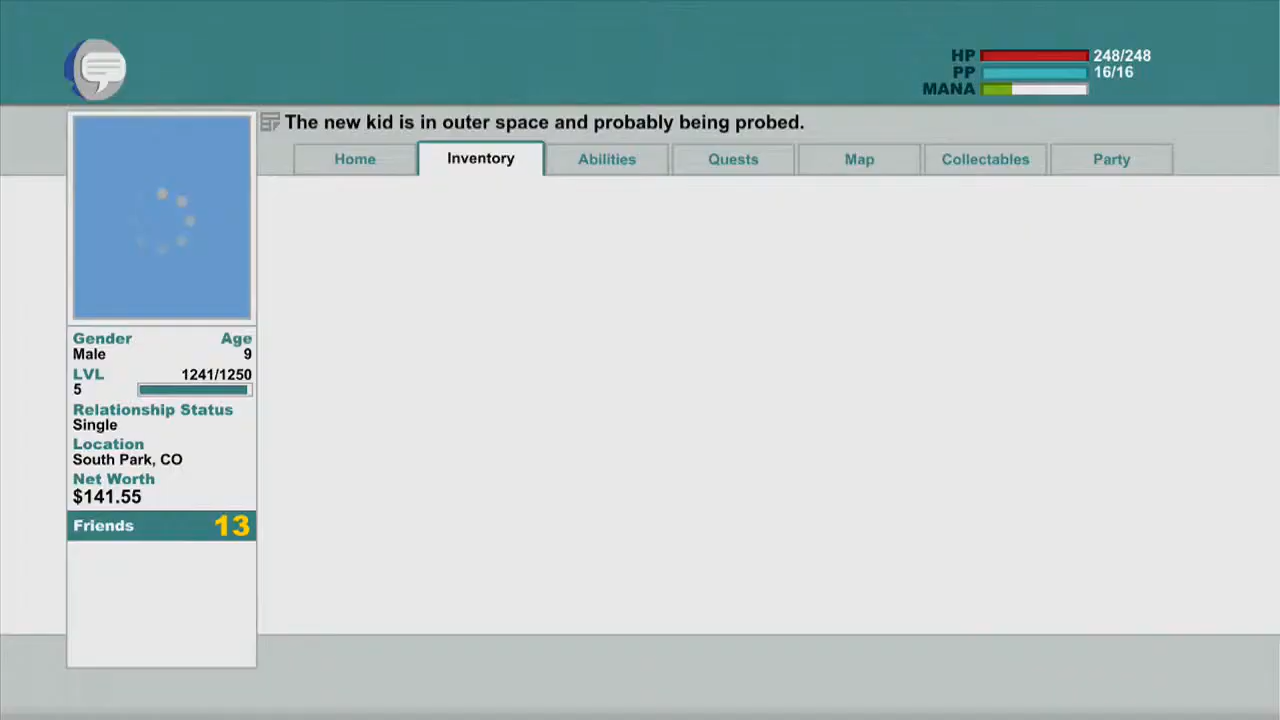 HP 248/248
PP 16/16
MANA
The new kid is in outer space and probably being probed.
Home Inventory Abilities Quests Map Collectables Party
Gender Age
Male 9
LVL 1241/1250
5
Relationship Status
Single
Location
South Park, CO
Net Worth
$141.55
Friends 13